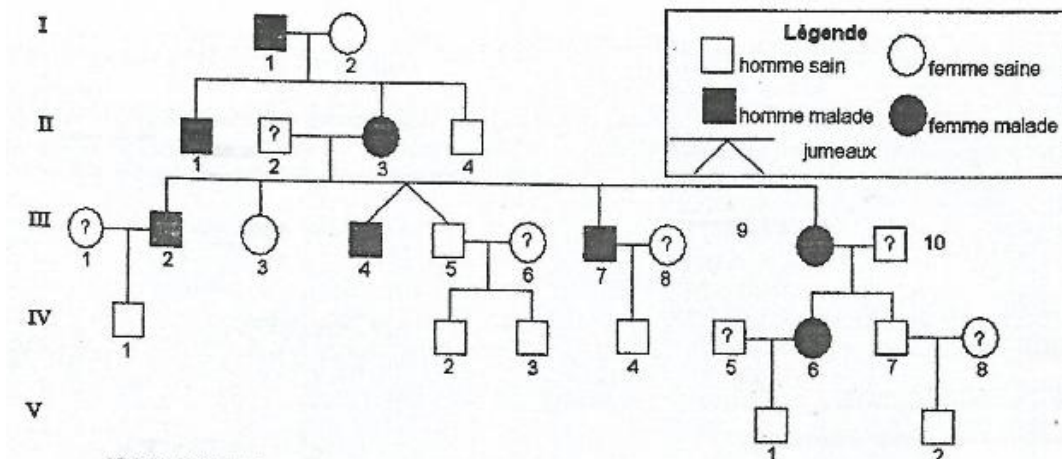 I
1 2
Légende
homme sain femme saine
homme malade femme malade
jumeaux
II
?
1 2 3 4
III
? ? ? 9 ? 10
1 2 3 4 5 6 7 8
IV
? ?
1 2 3 4 5 6 7 8
V
1 2